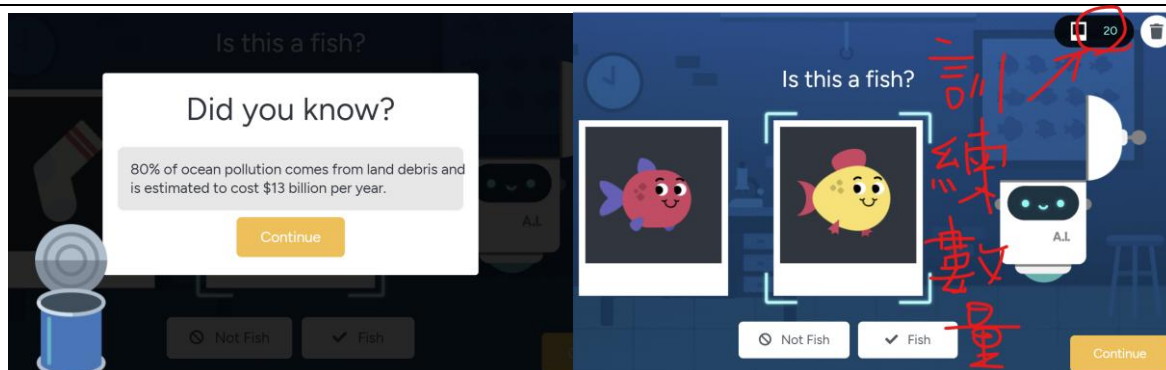 Is this a fish?
Did you know?
80% of ocean pollution comes from land debris and
is estimated to cost $13 billion per year.
Continue
A.I.
Not Fish
Fish
20
Is this a fish?
訓練數量
A.I.
Not Fish
Fish
Continue